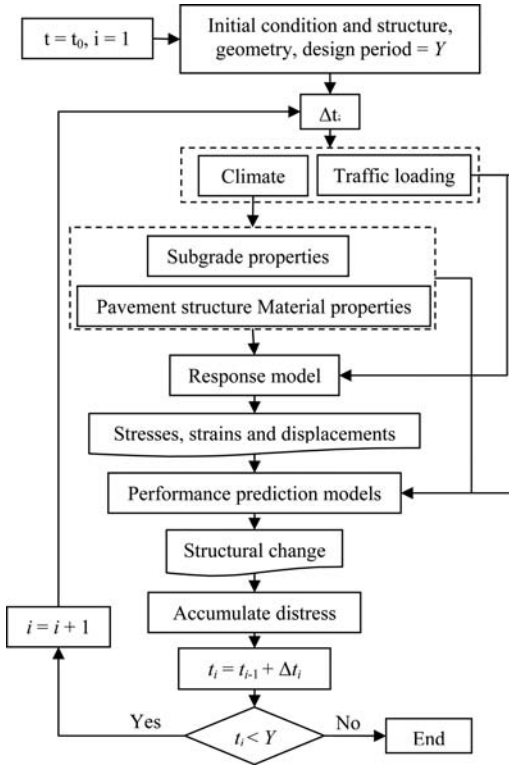 t = t₀, i = 1
Initial condition and structure,
geometry, design period = Y
Δtᵢ
Climate
Traffic loading
Subgrade properties
Pavement structure Material properties
Response model
Stresses, strains and displacements
Performance prediction models
Structural change
Accumulate distress
i = i + 1
tᵢ = tᵢ₋₁ + Δtᵢ
Yes
tᵢ < Y
No
End